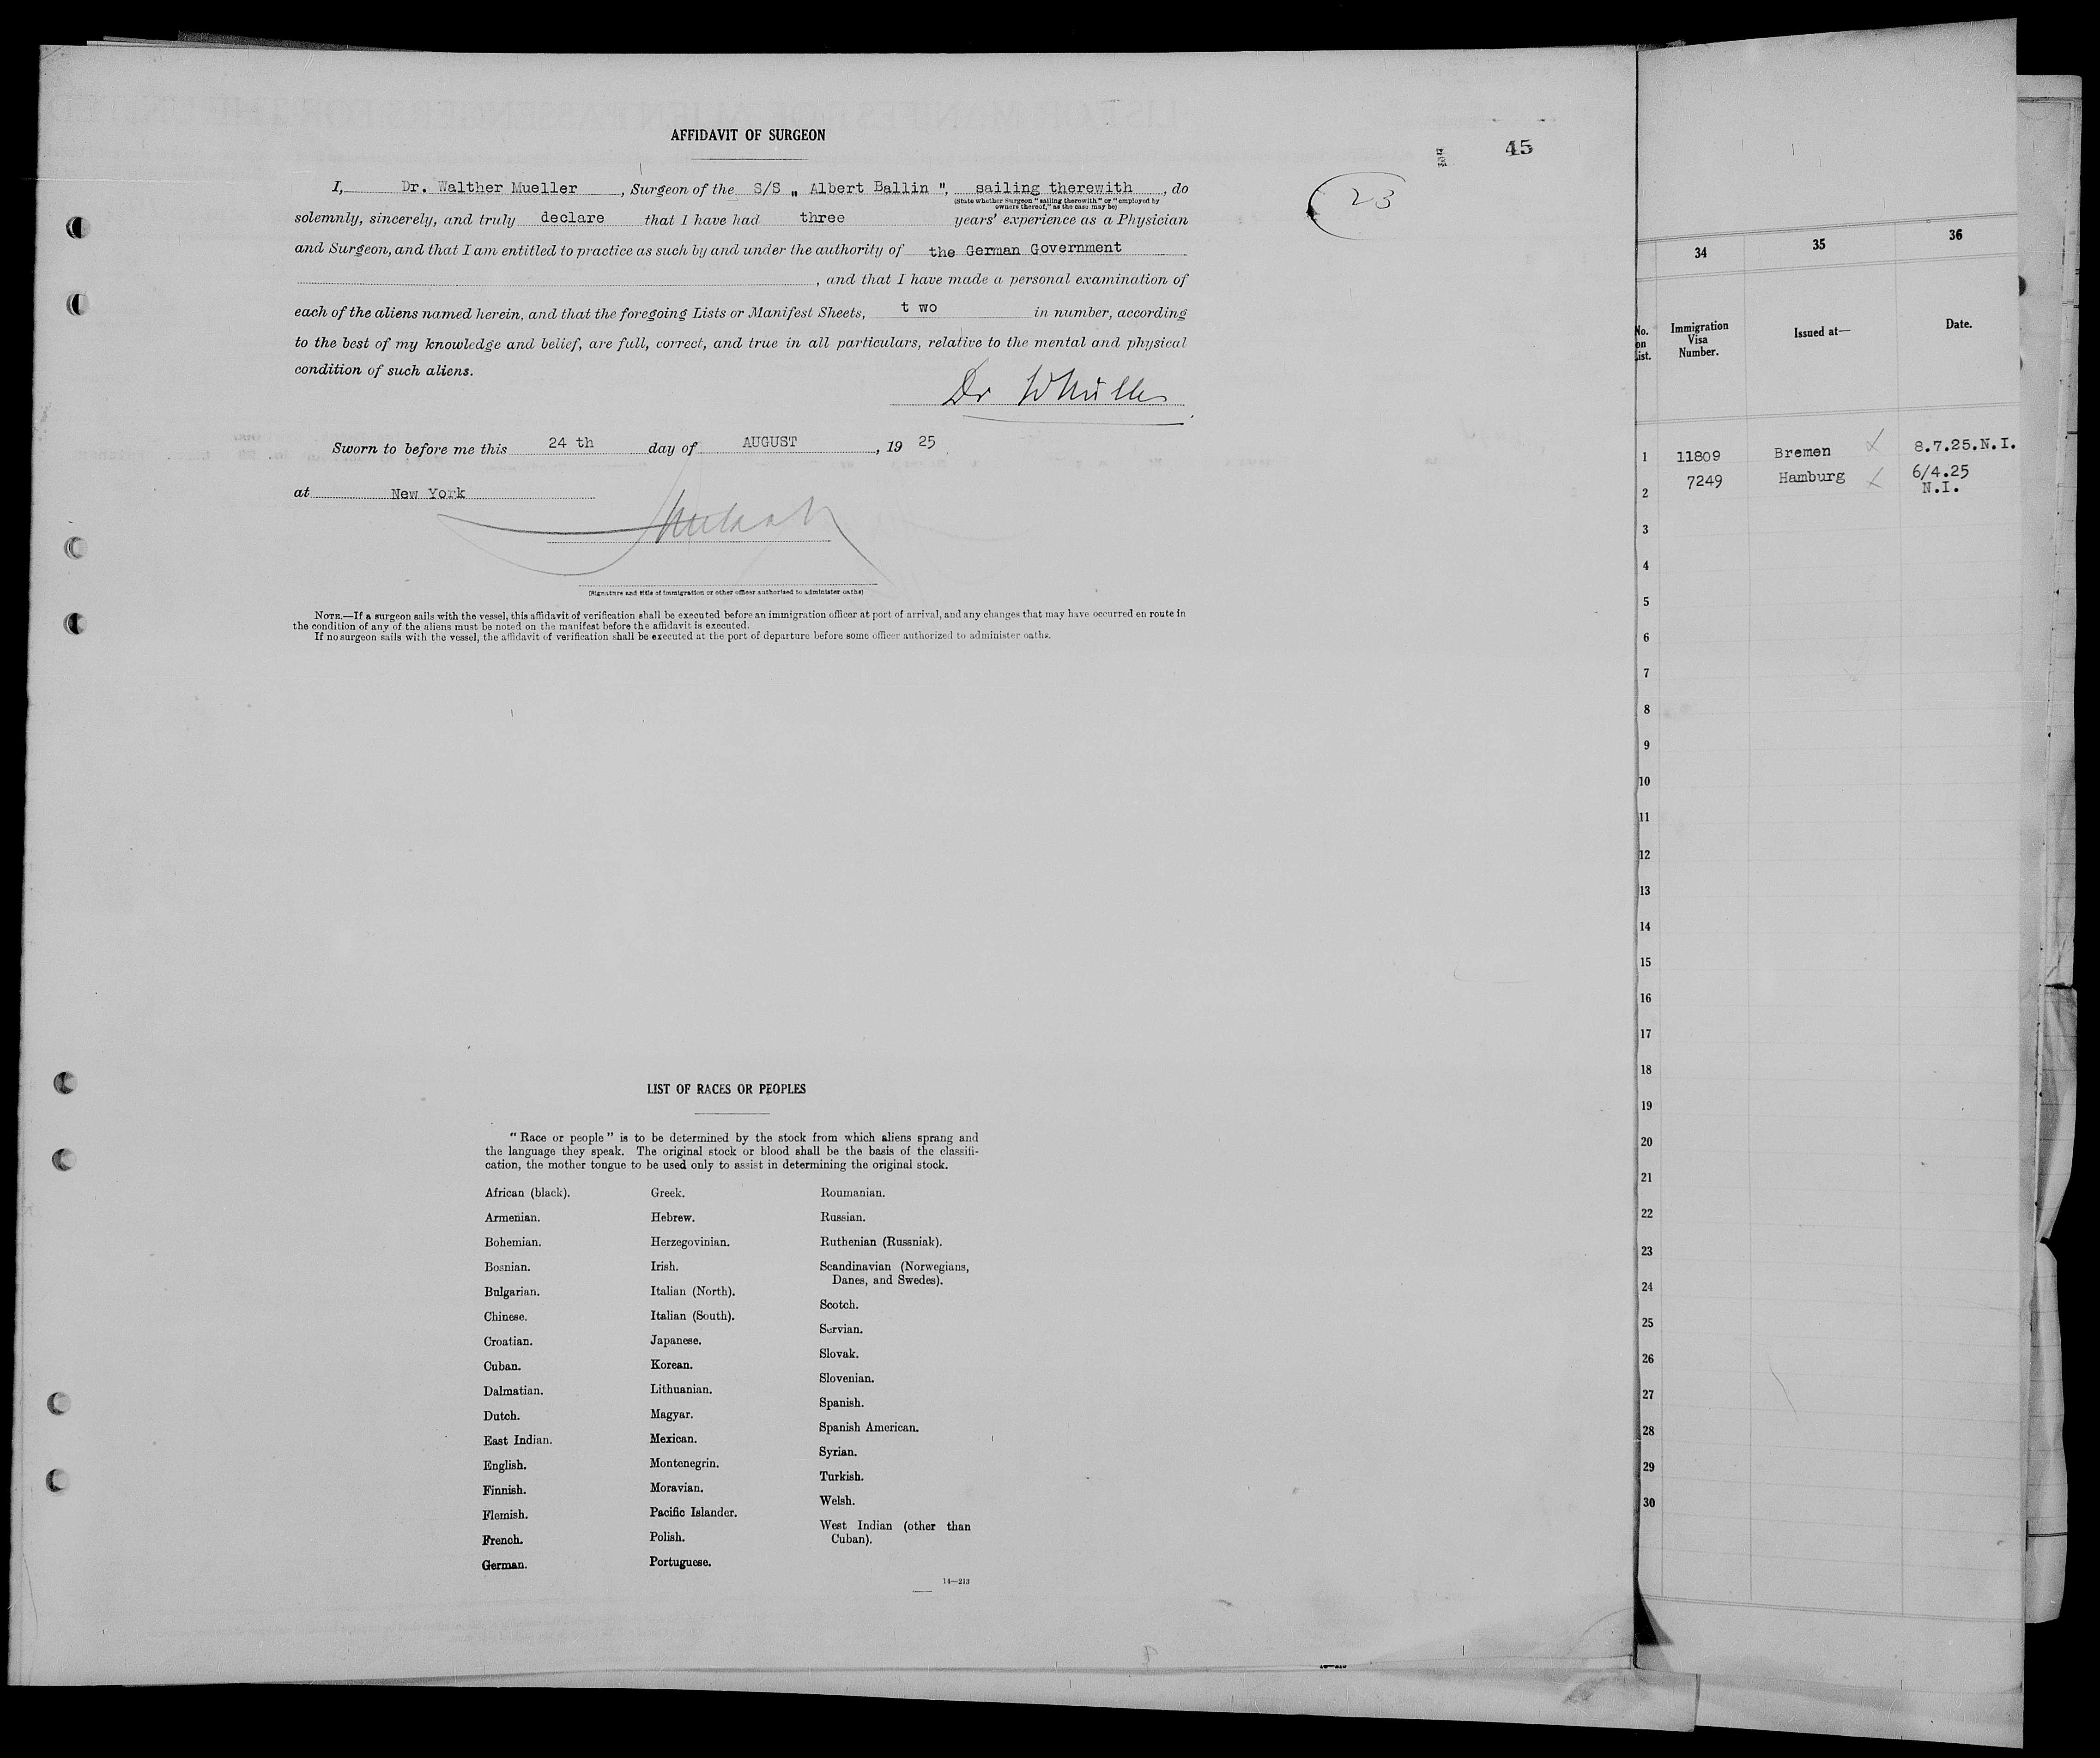 AFFIDAVIT OF SURGEON
45
23
I, Dr. Walther Mueller , Surgeon of the S/S „ Albert Ballin ", sailing therewith , do
(State whether Surgeon "sailing therewith" or "employed by
owners thereof," as the case may be)
solemnly, sincerely, and truly declare that I have had three years' experience as a Physician
and Surgeon, and that I am entitled to practice as such by and under the authority of the German Government
, and that I have made a personal examination of
each of the aliens named herein, and that the foregoing Lists or Manifest Sheets, t wo in number, according
to the best of my knowledge and belief, are full, correct, and true in all particulars, relative to the mental and physical
condition of such aliens.
Dr WMüller
Sworn to before me this 24 th day of AUGUST , 19 25
at New York
(Signature and title of immigration or other officer authorized to administer oaths)
NOTE.—If a surgeon sails with the vessel, this affidavit of verification shall be executed before an immigration officer at port of arrival, and any changes that may have occurred en route in
the condition of any of the aliens must be noted on the manifest before the affidavit is executed.
If no surgeon sails with the vessel, the affidavit of verification shall be executed at the port of departure before some officer authorized to administer oaths.
LIST OF RACES OR PEOPLES
"Race or people" is to be determined by the stock from which aliens sprang and
the language they speak. The original stock or blood shall be the basis of the classifi-
cation, the mother tongue to be used only to assist in determining the original stock.
African (black).
Armenian.
Bohemian.
Bosnian.
Bulgarian.
Chinese.
Croatian.
Cuban.
Dalmatian.
Dutch.
East Indian.
English.
Finnish.
Flemish.
French.
German.
Greek.
Hebrew.
Herzegovinian.
Irish.
Italian (North).
Italian (South).
Japanese.
Korean.
Lithuanian.
Magyar.
Mexican.
Montenegrin.
Moravian.
Pacific Islander.
Polish.
Portuguese.
Roumanian.
Russian.
Ruthenian (Russniak).
Scandinavian (Norwegians,
Danes, and Swedes).
Scotch.
Servian.
Slovak.
Slovenian.
Spanish.
Spanish American.
Syrian.
Turkish.
Welsh.
West Indian (other than
Cuban).
14—213
34 35 36
No.
on
List.
Immigration
Visa
Number.
Issued at—
Date.
1 11809 Bremen 8.7.25.N.I.
2 7249 Hamburg 6/4.25
N.I.
3
4
5
6
7
8
9
10
11
12
13
14
15
16
17
18
19
20
21
22
23
24
25
26
27
28
29
30